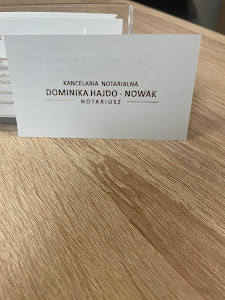 KANCELARIA NOTARIALNA
DOMINIKA HAJDO - NOWAK
NOTARIUSZ